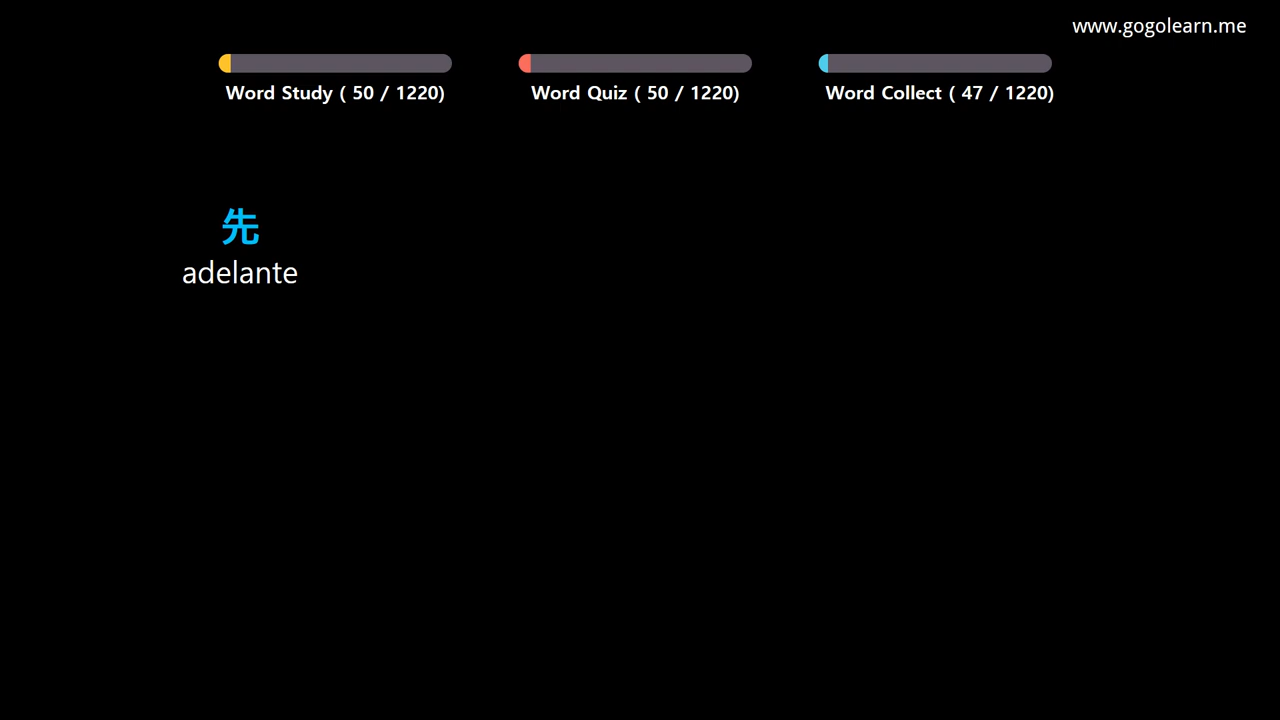 www.gogolearn.me
Word Study ( 50 / 1220)
Word Quiz ( 50 / 1220)
Word Collect ( 47 / 1220)
先
adelante